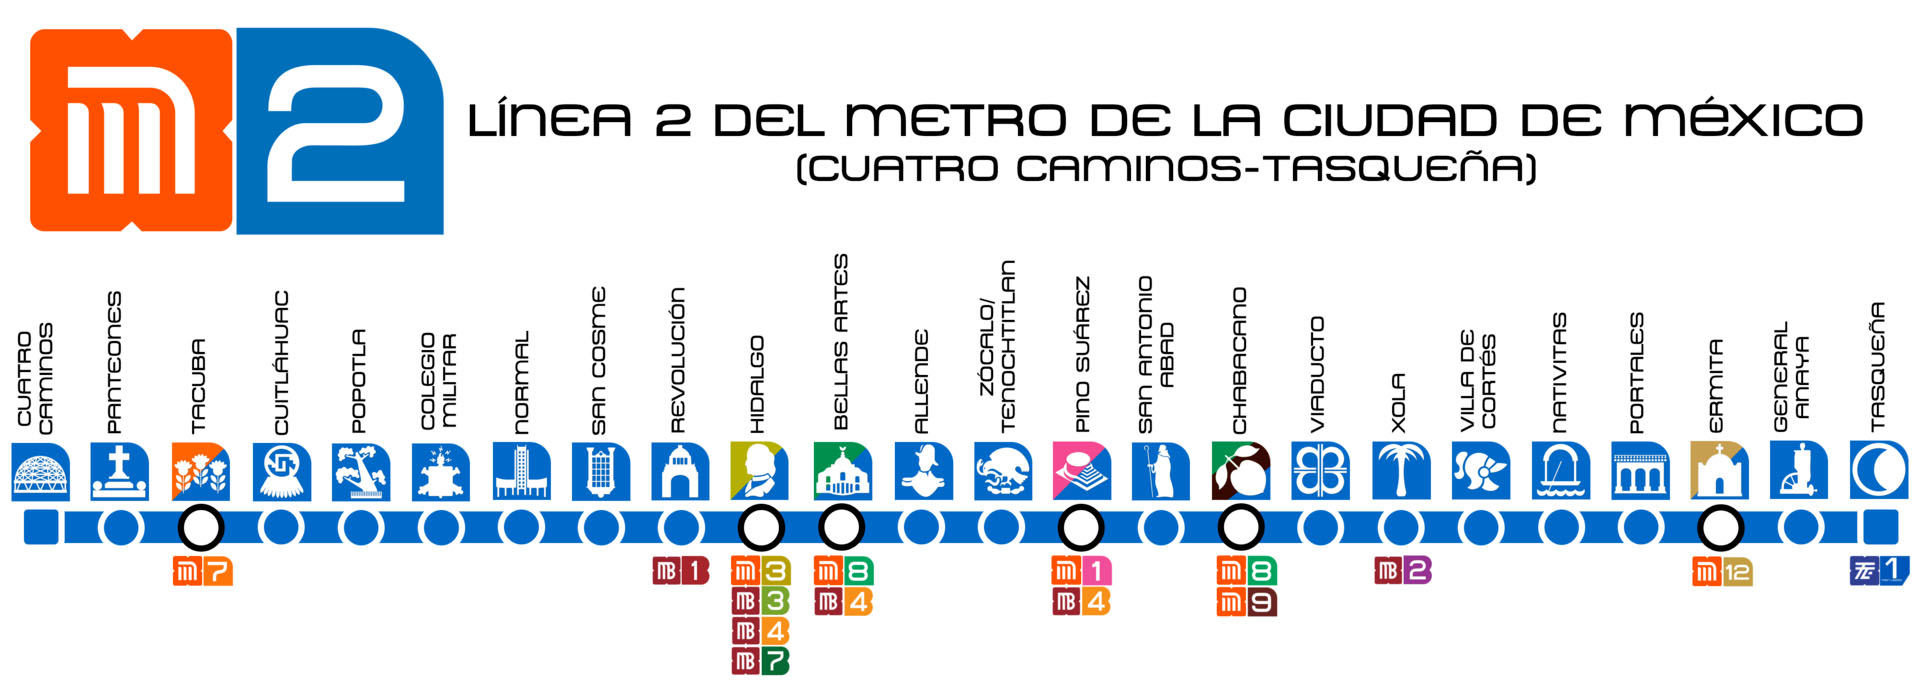 M 2
LÍNEA 2 DEL METRO DE LA CIUDAD DE MÉXICO
(CUATRO CAMINOS-TASQUEÑA)
CUATRO
CAMINOS
PANTEONES
TACUBA
CUITLÁHUAC
POPOTLA
COLEGIO
MILITAR
NORMAL
SAN COSME
REVOLUCIÓN
HIDALGO
BELLAS ARTES
ALLENDE
ZÓCALO/
TENOCHTITLAN
PINO SUÁREZ
SAN ANTONIO
ABAD
CHABACANO
VIADUCTO
XOLA
VILLA DE
CORTÉS
NATIVITAS
PORTALES
ERMITA
GENERAL
ANAYA
TASQUEÑA
M 7
MB 1
M 3
MB 3
MB 4
MB 7
M 8
MB 4
M 1
MB 4
M 8
M 9
MB 2
M 12
1